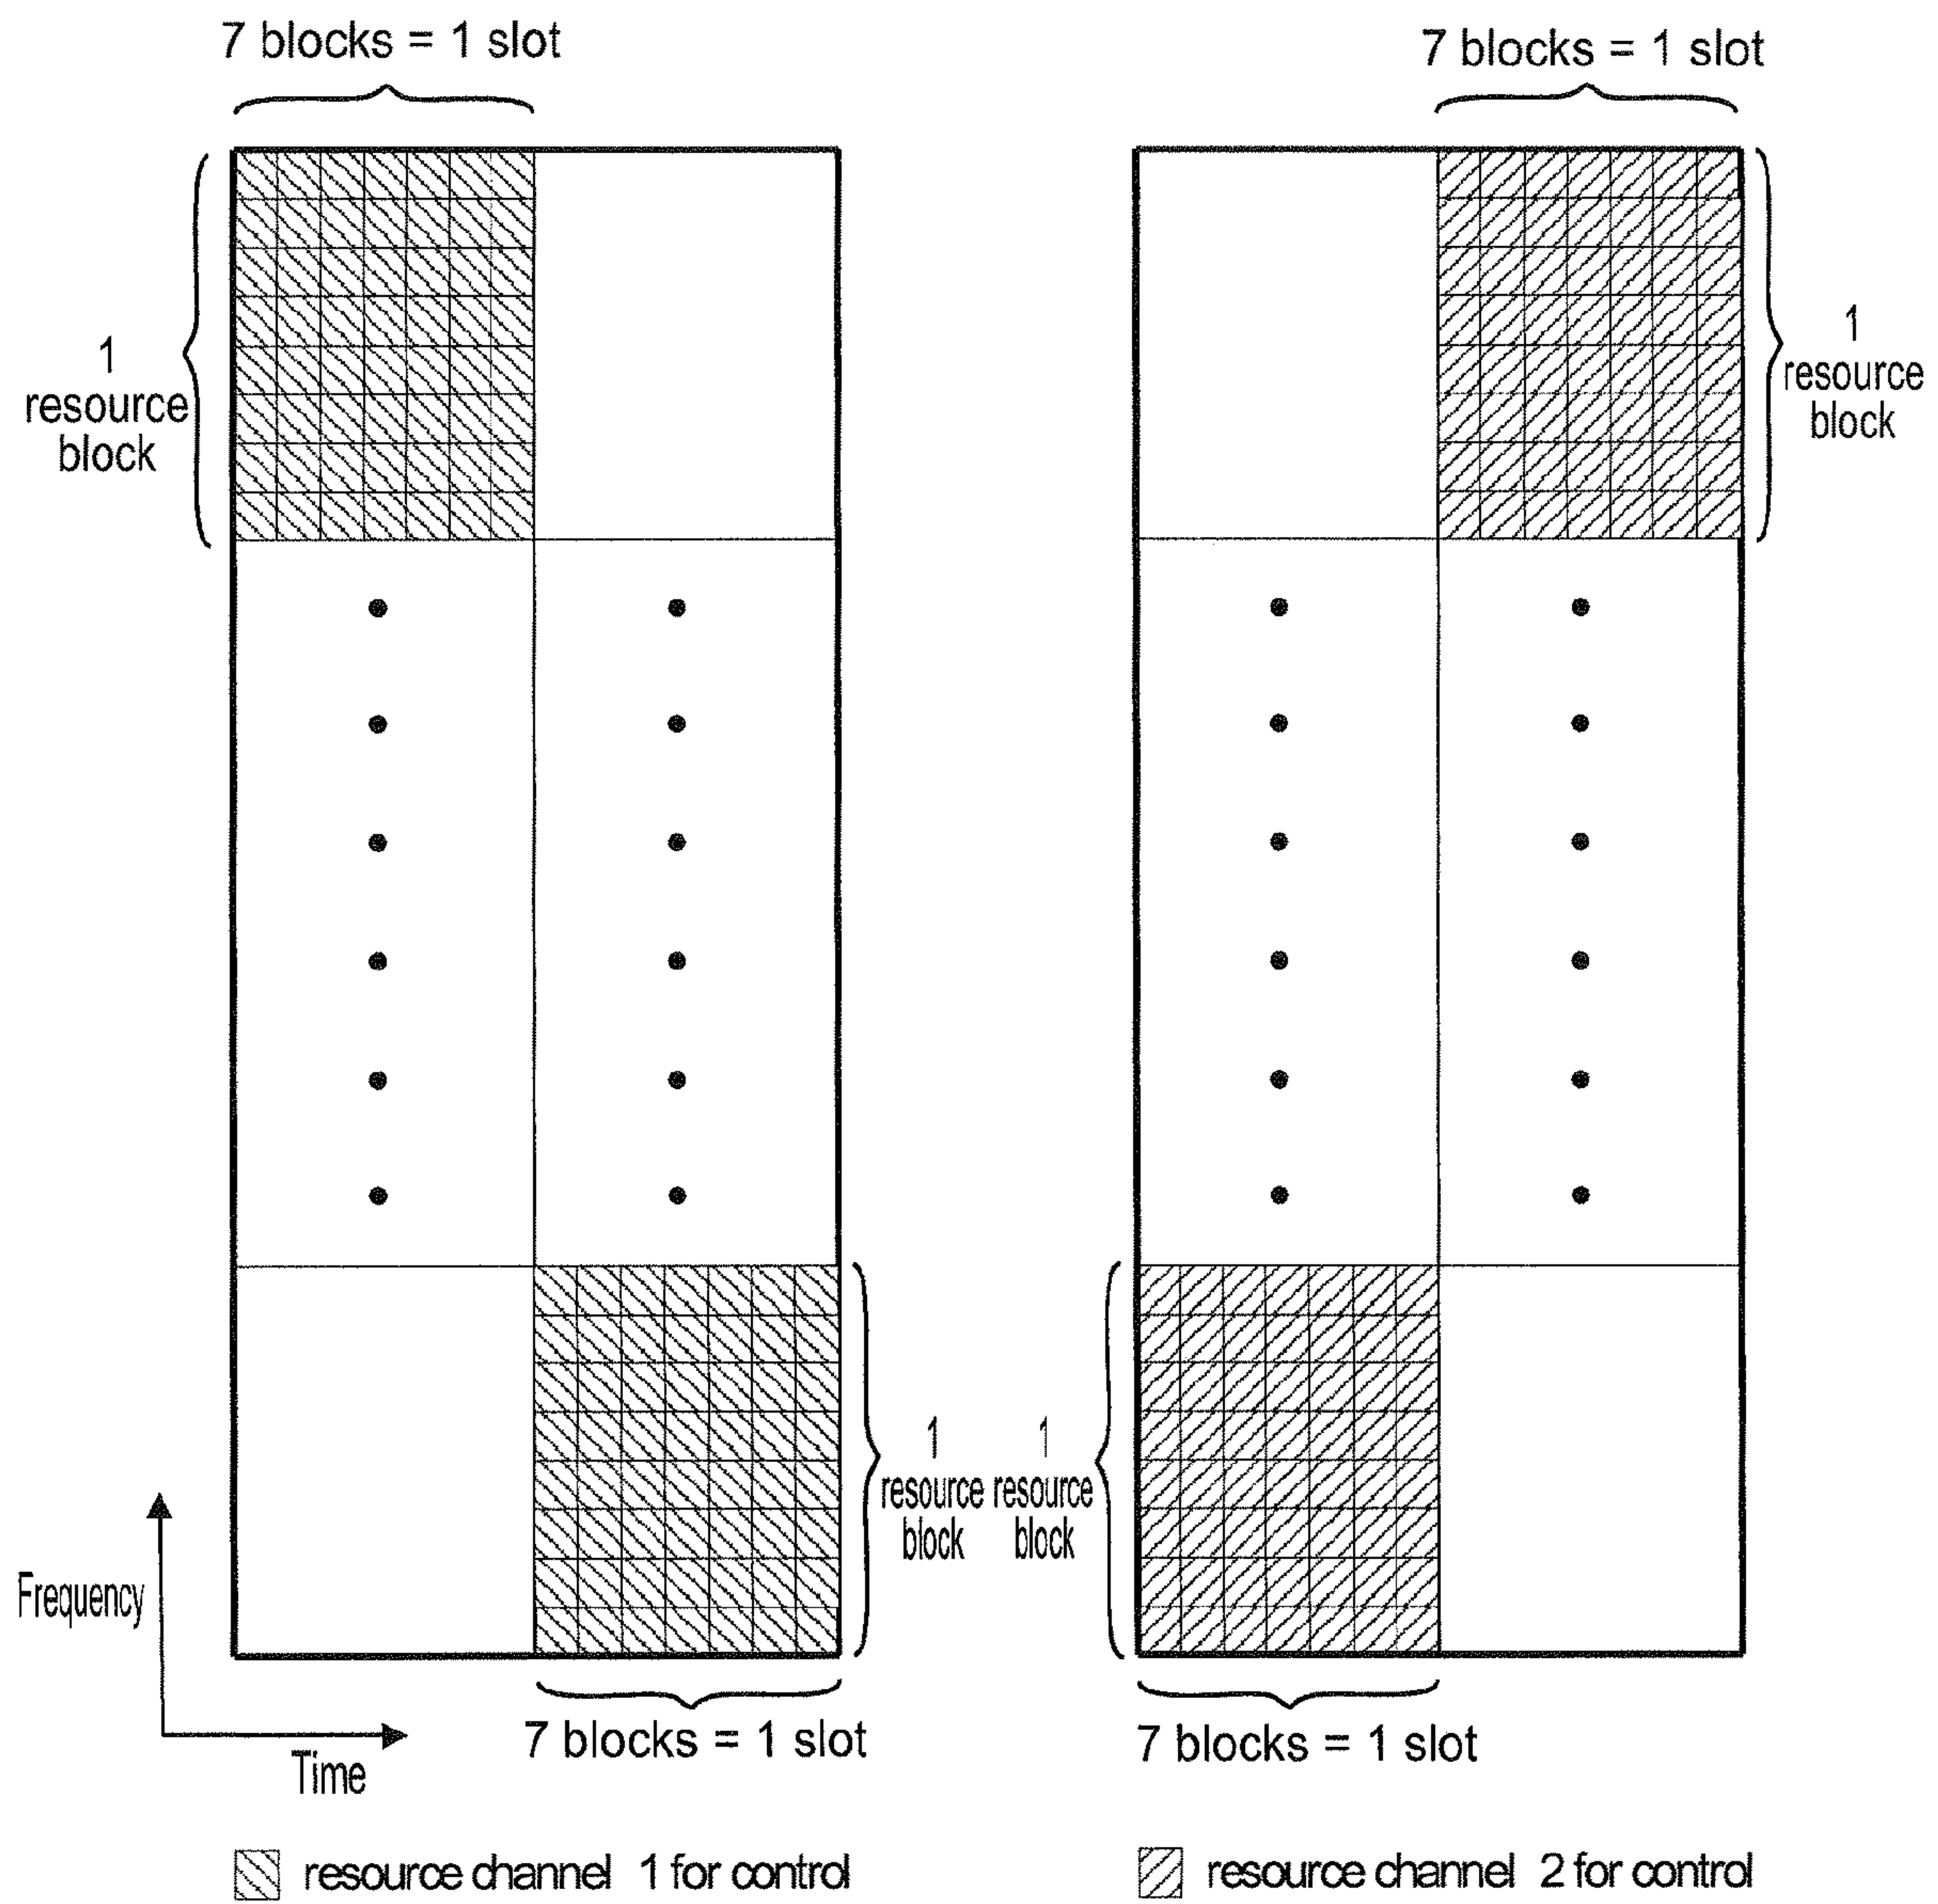 7 blocks = 1 slot
7 blocks = 1 slot
1
resource
block
1
resource
block
1
resource
block
1
resource
block
Frequency
Time
7 blocks = 1 slot
7 blocks = 1 slot
resource channel 1 for control
resource channel 2 for control